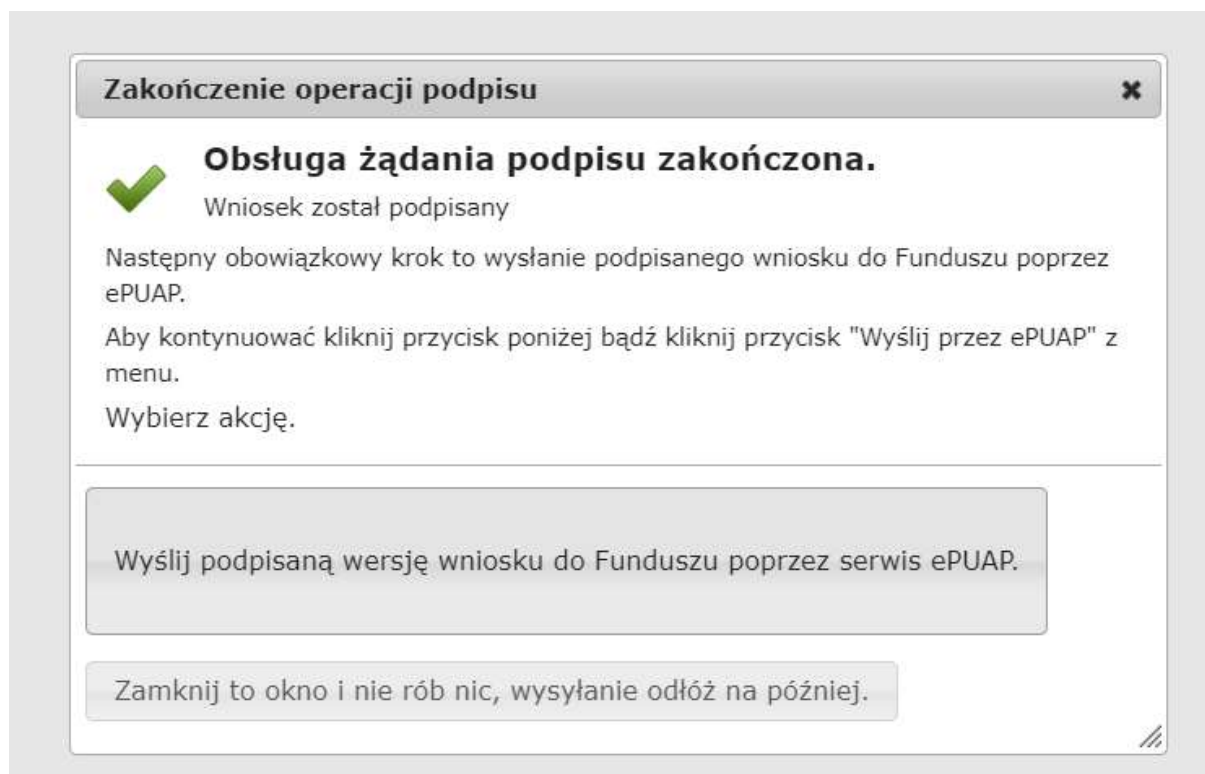 Zakończenie operacji podpisu
Obsługa żądania podpisu zakończona.
Wniosek został podpisany
Następny obowiązkowy krok to wysłanie podpisanego wniosku do Funduszu poprzez
ePUAP.
Aby kontynuować kliknij przycisk poniżej bądź kliknij przycisk "Wyślij przez ePUAP" z
menu.
Wybierz akcję.
Wyślij podpisaną wersję wniosku do Funduszu poprzez serwis ePUAP.
Zamknij to okno i nie rób nic, wysyłanie odłóż na później.